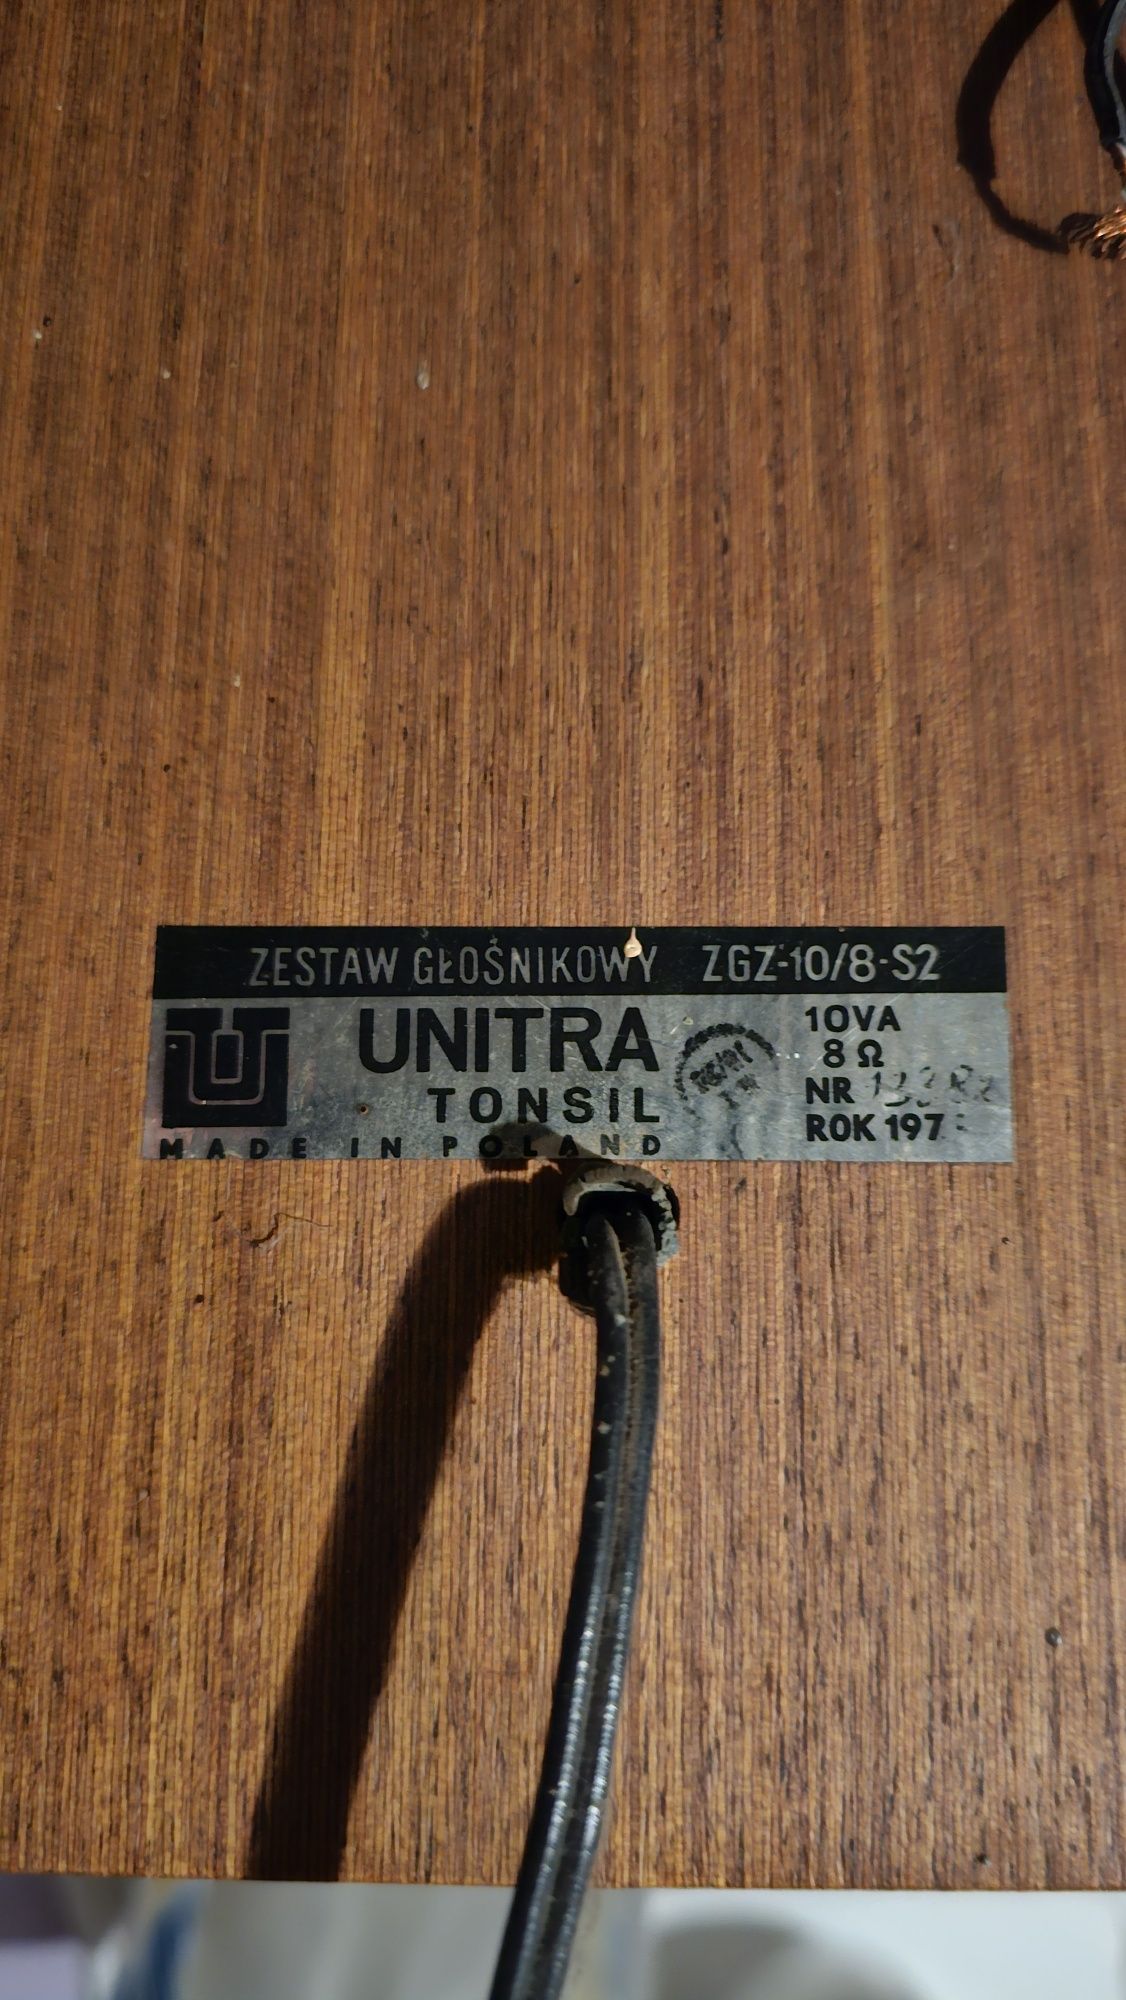 ZESTAW GŁOŚNIKOWY ZGZ-10/8-S2
UNITRA
TONSIL
MADE IN POLAND
10VA
8 Ω
NR
ROK 197